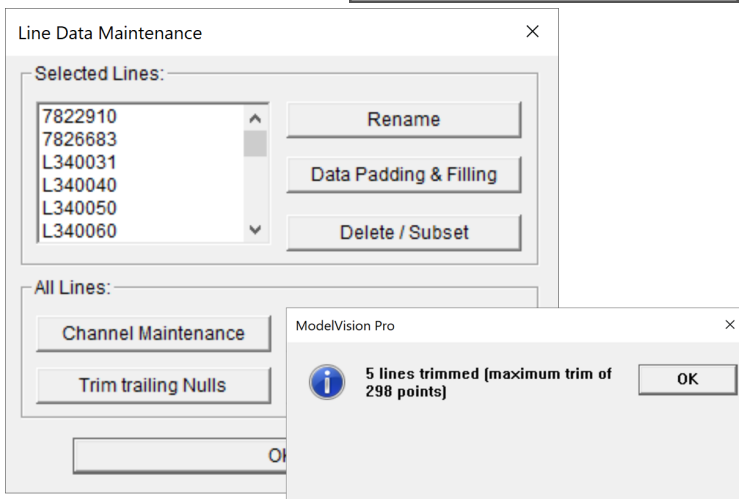 Line Data Maintenance
Selected Lines:
7822910
7826683
L340031
L340040
L340050
L340060
Rename
Data Padding & Filling
Delete / Subset
All Lines:
Channel Maintenance
Trim trailing Nulls
ModelVision Pro
5 lines trimmed (maximum trim of
298 points)
OK